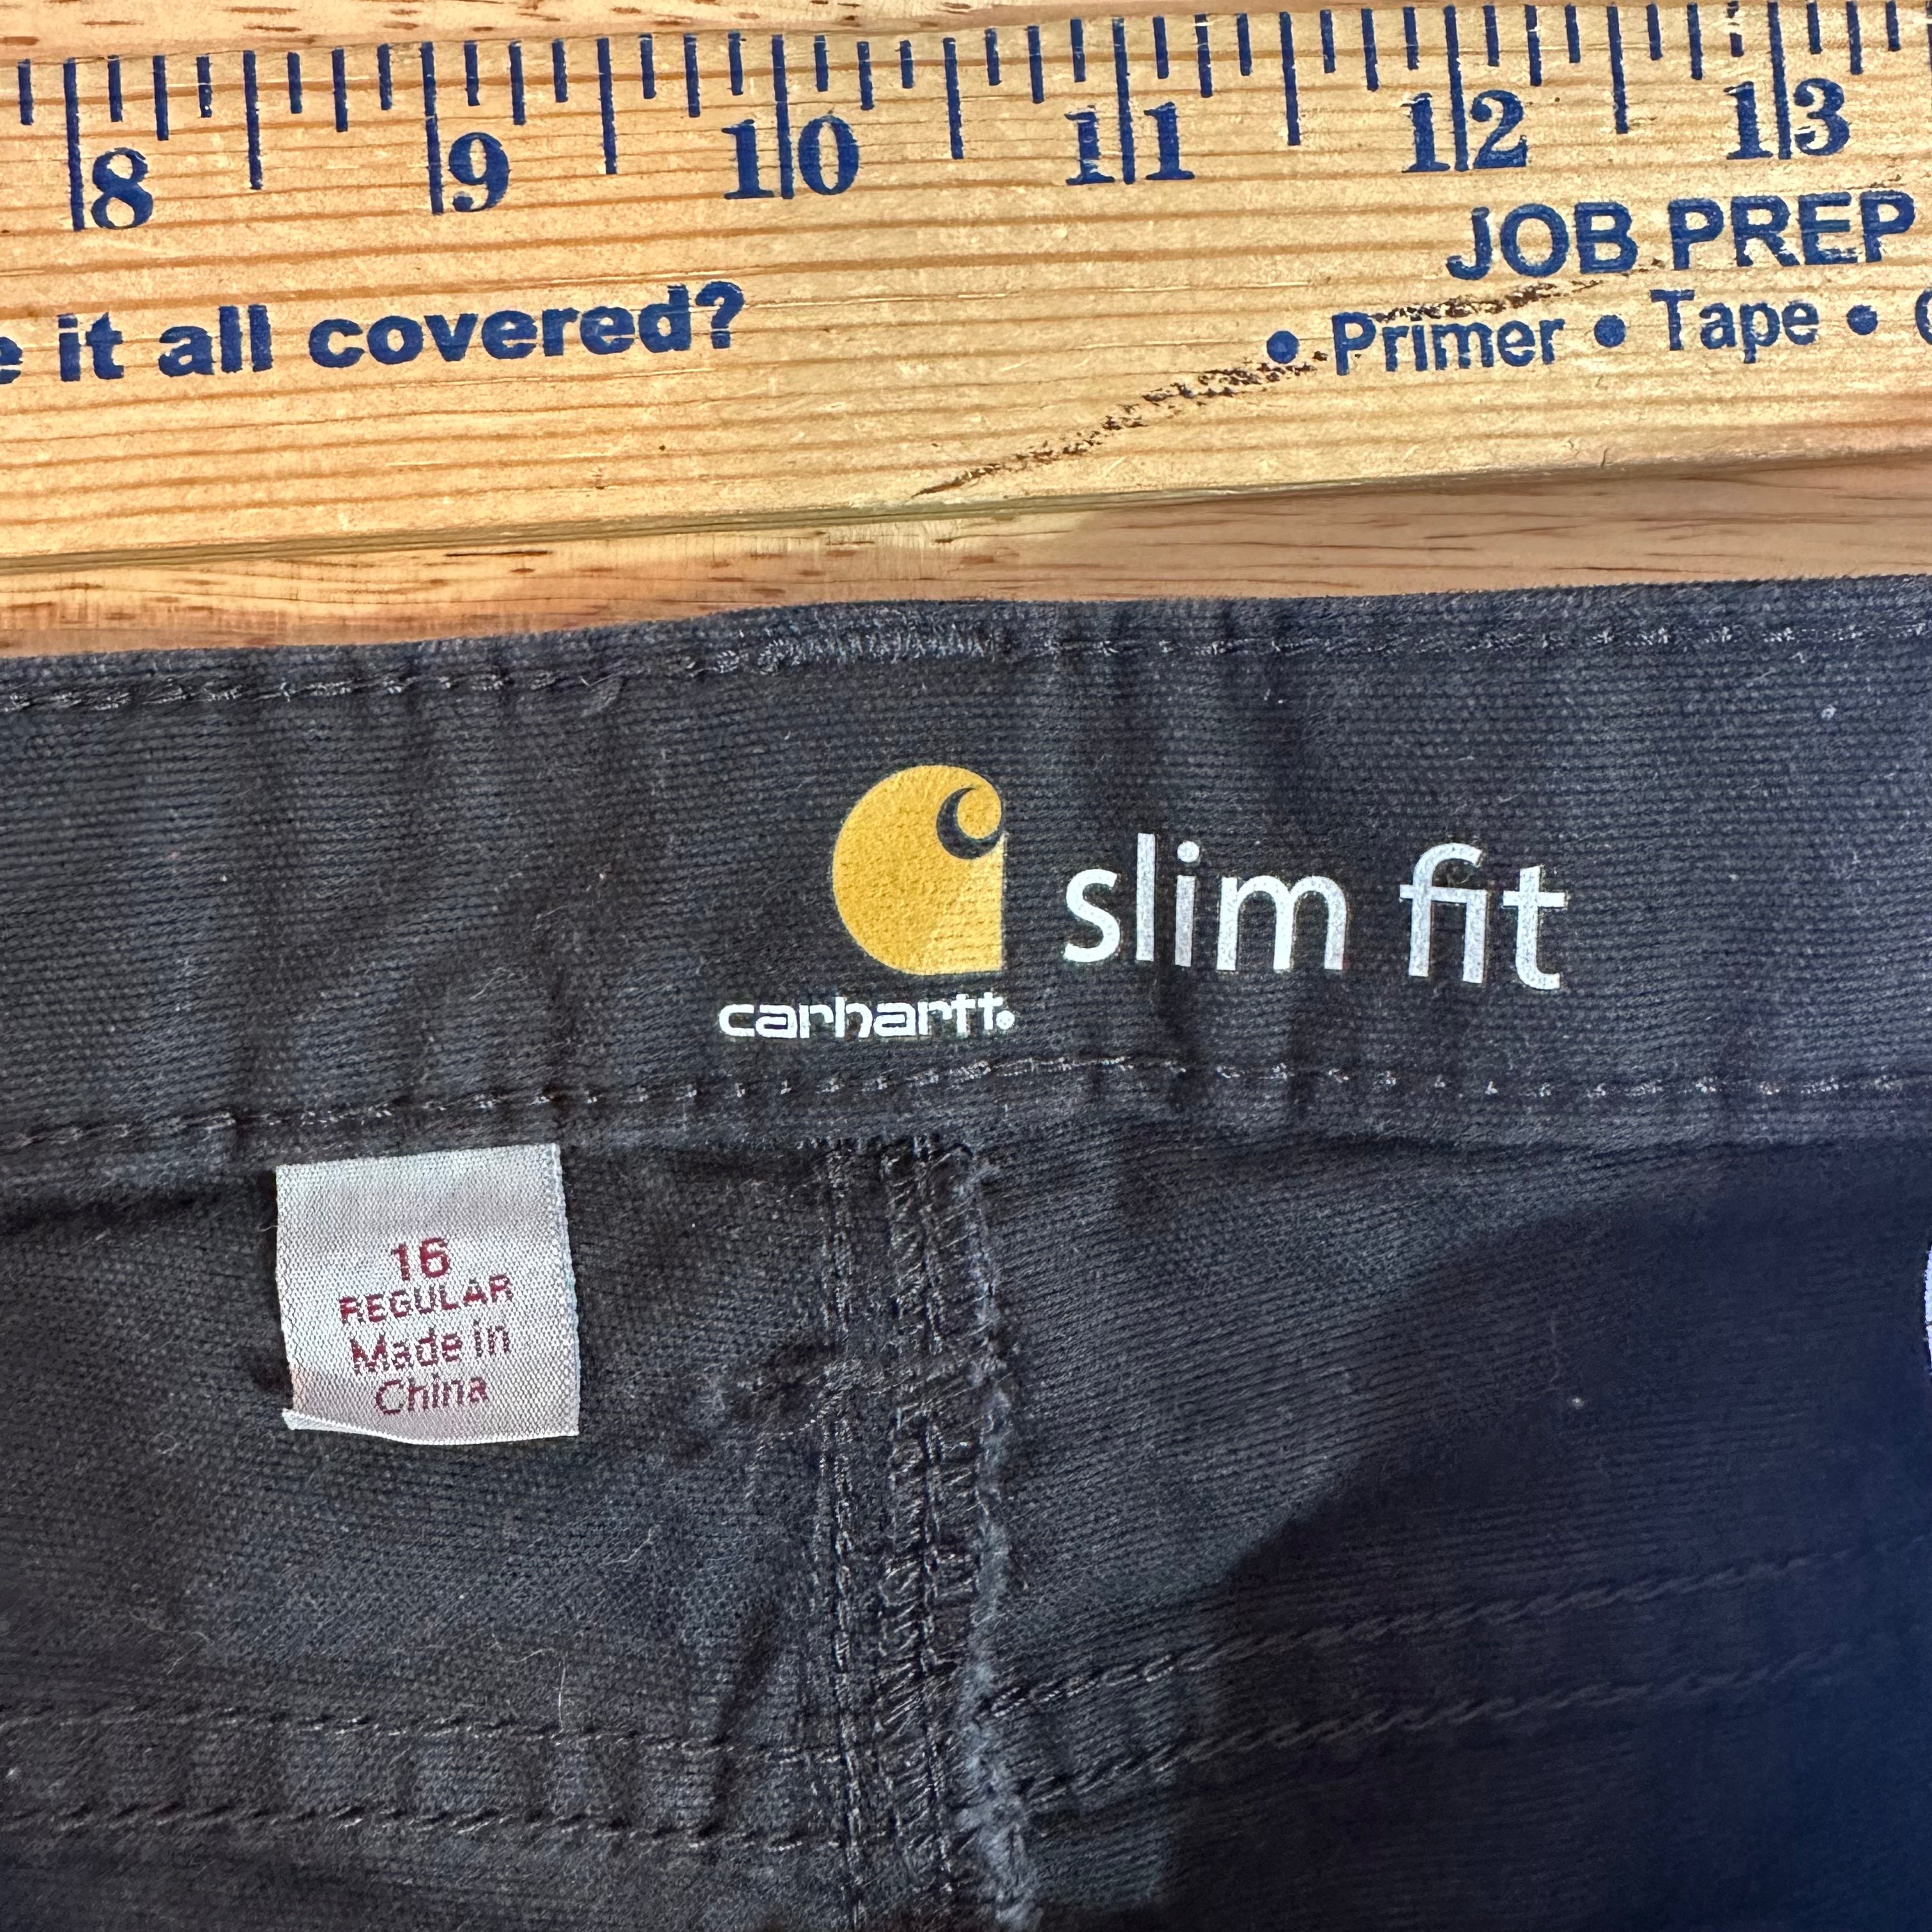 8 9 10 11 12 13
JOB PREP
it all covered?
• Primer • Tape •
slim fit
carhartt
16
REGULAR
Made in
China